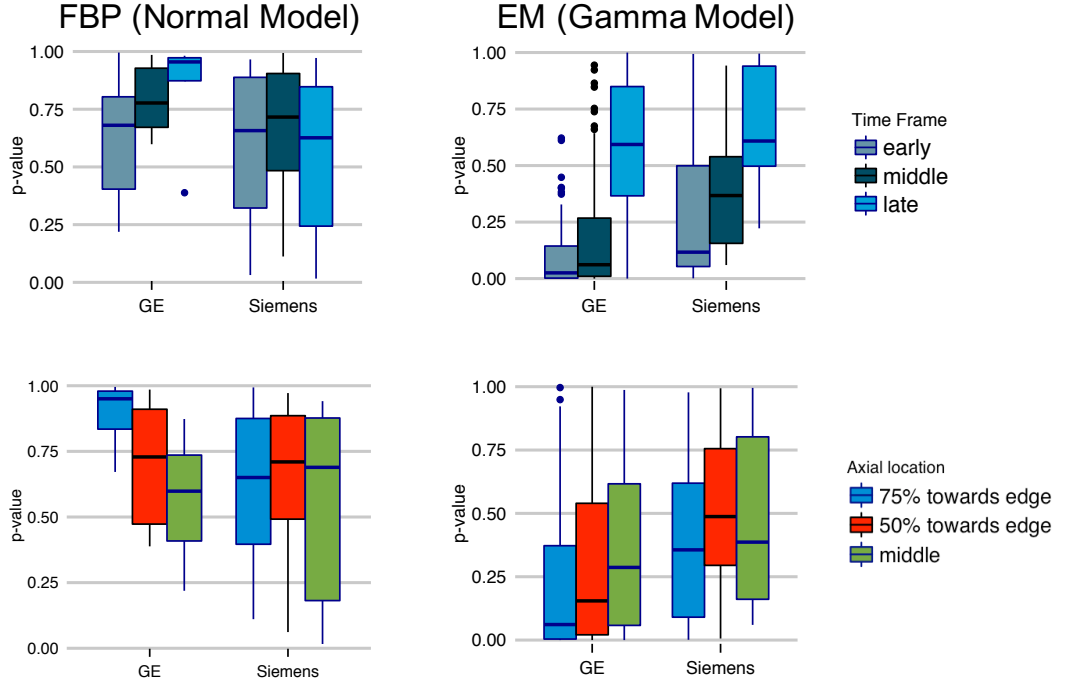 FBP (Normal Model)
EM (Gamma Model)
p-value
1.00
0.75
0.50
0.25
0.00
GE
Siemens
p-value
1.00
0.75
0.50
0.25
0.00
GE
Siemens
Time Frame
early
middle
late
p-value
1.00
0.75
0.50
0.25
0.00
GE
Siemens
p-value
1.00
0.75
0.50
0.25
0.00
GE
Siemens
Axial location
75% towards edge
50% towards edge
middle